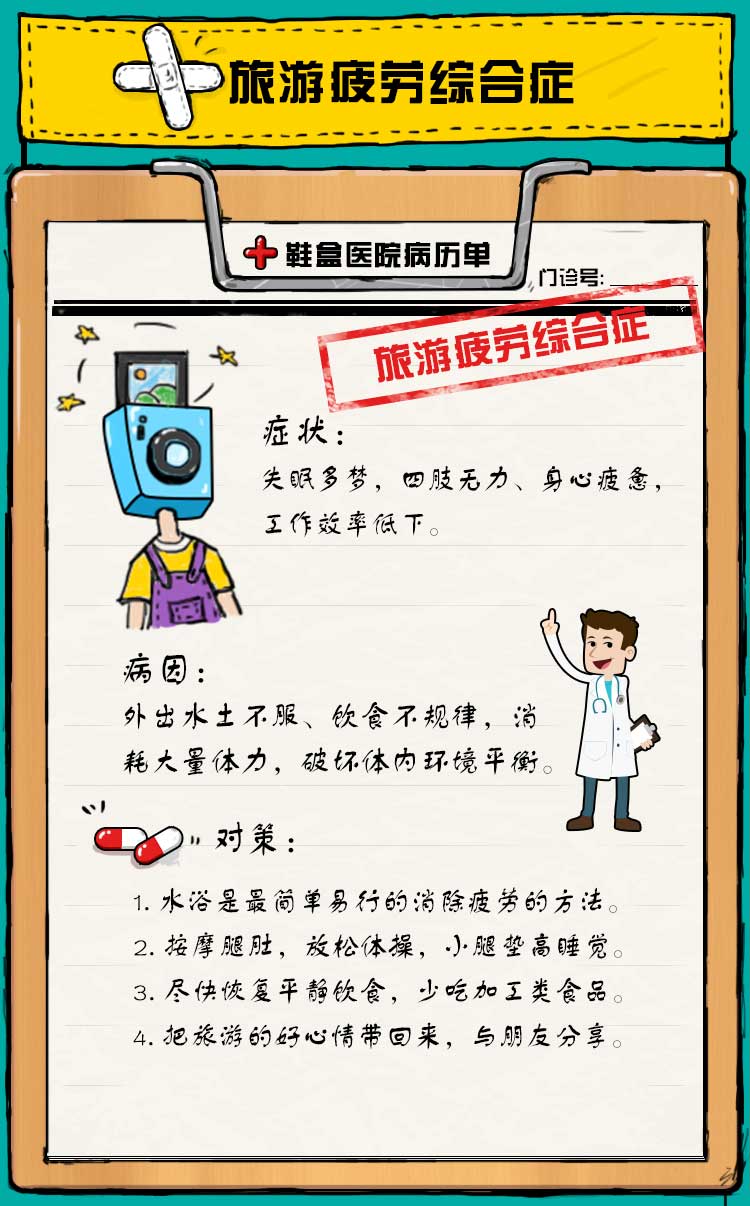 旅游疲劳综合症
鞋盒医院病历单
门诊号:
旅游疲劳综合症
症状：
失眠多梦，四肢无力、身心疲惫，
工作效率低下。
病因：
外出水土不服、饮食不规律，消
耗大量体力，破坏体内环境平衡。
对策：
1. 水浴是最简单易行的消除疲劳的方法。
2. 按摩腿肚，放松体操，小腿垫高睡觉。
3. 尽快恢复平静饮食，少吃加工类食品。
4. 把旅游的好心情带回来，与朋友分享。